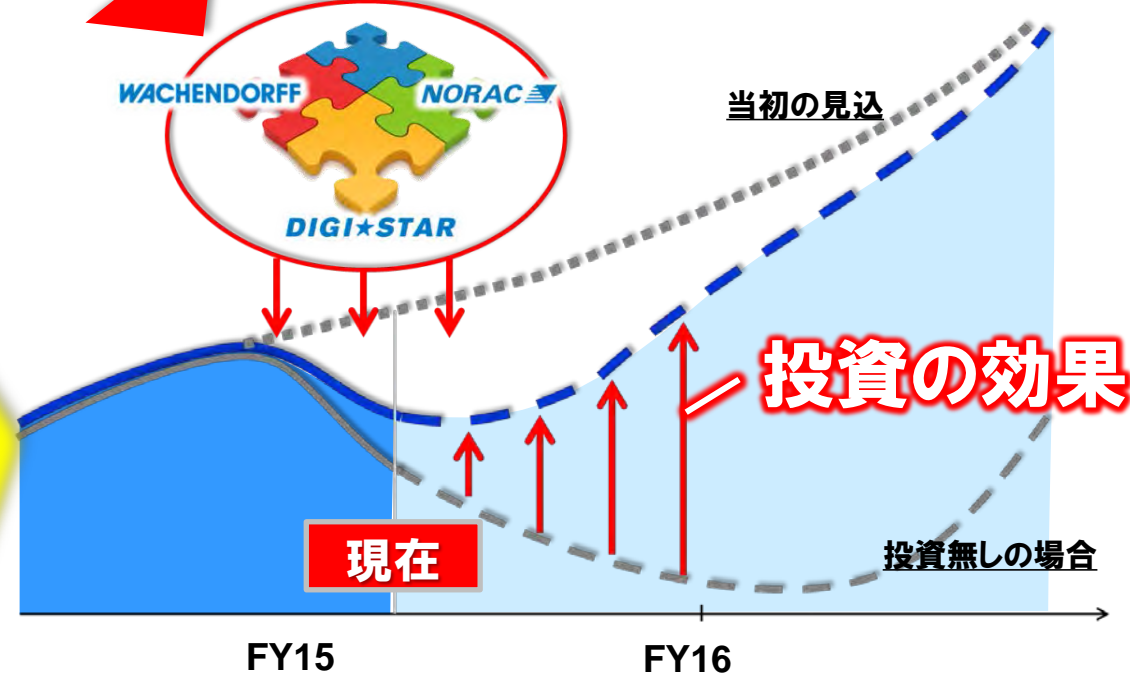 WACHENDORFF
NORAC
DIGI★STAR
当初の見込
投資の効果
現在
投資無しの場合
FY15
FY16